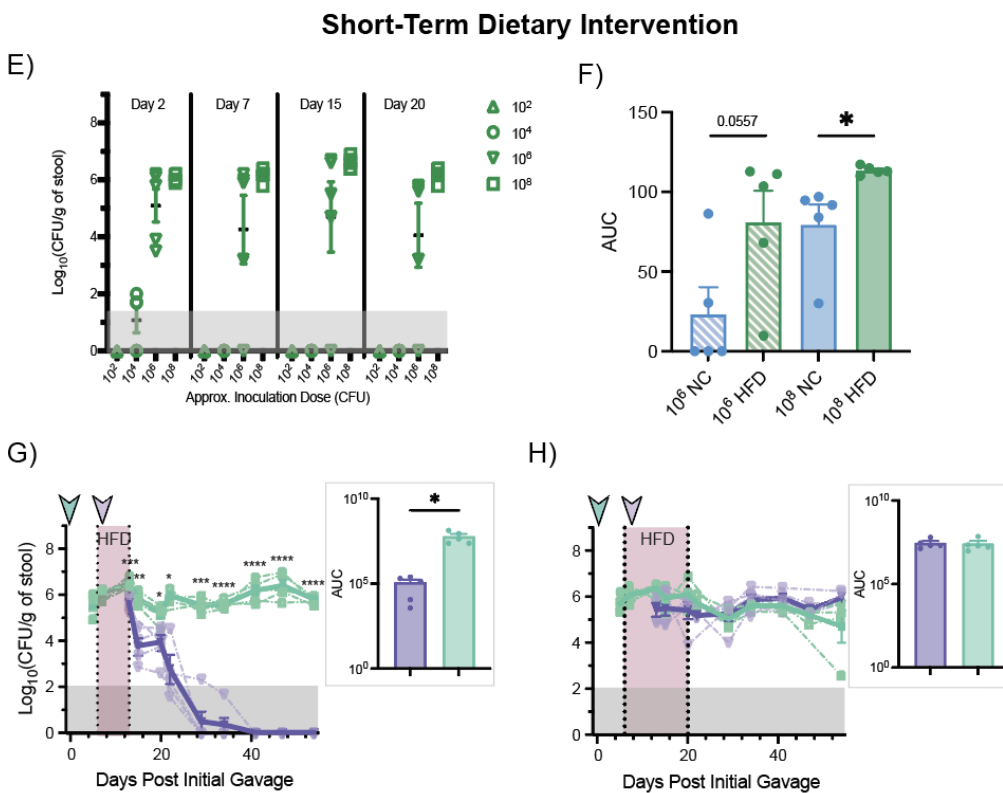 Short-Term Dietary Intervention
E)
Day 2 Day 7 Day 15 Day 20
Log₁₀(CFU/g of stool)
8
6
4
2
0
10² 10⁴ 10⁶ 10⁸ 10² 10⁴ 10⁶ 10⁸ 10² 10⁴ 10⁶ 10⁸ 10² 10⁴ 10⁶ 10⁸
Approx. Inoculation Dose (CFU)
10²
10⁴
10⁶
10⁸
F)
0.0557 *
AUC
150
100
50
0
10⁶ NC 10⁶ HFD 10⁸ NC 10⁸ HFD
G)
HFD
Log₁₀(CFU/g of stool)
8
6
4
2
0
*** ** * * *** **** **** **** ****
0 20 40
Days Post Initial Gavage
*
AUC
10¹⁰
10⁵
10⁰
H)
HFD
8
6
4
2
0
0 20 40
Days Post Initial Gavage
AUC
10¹⁰
10⁵
10⁰